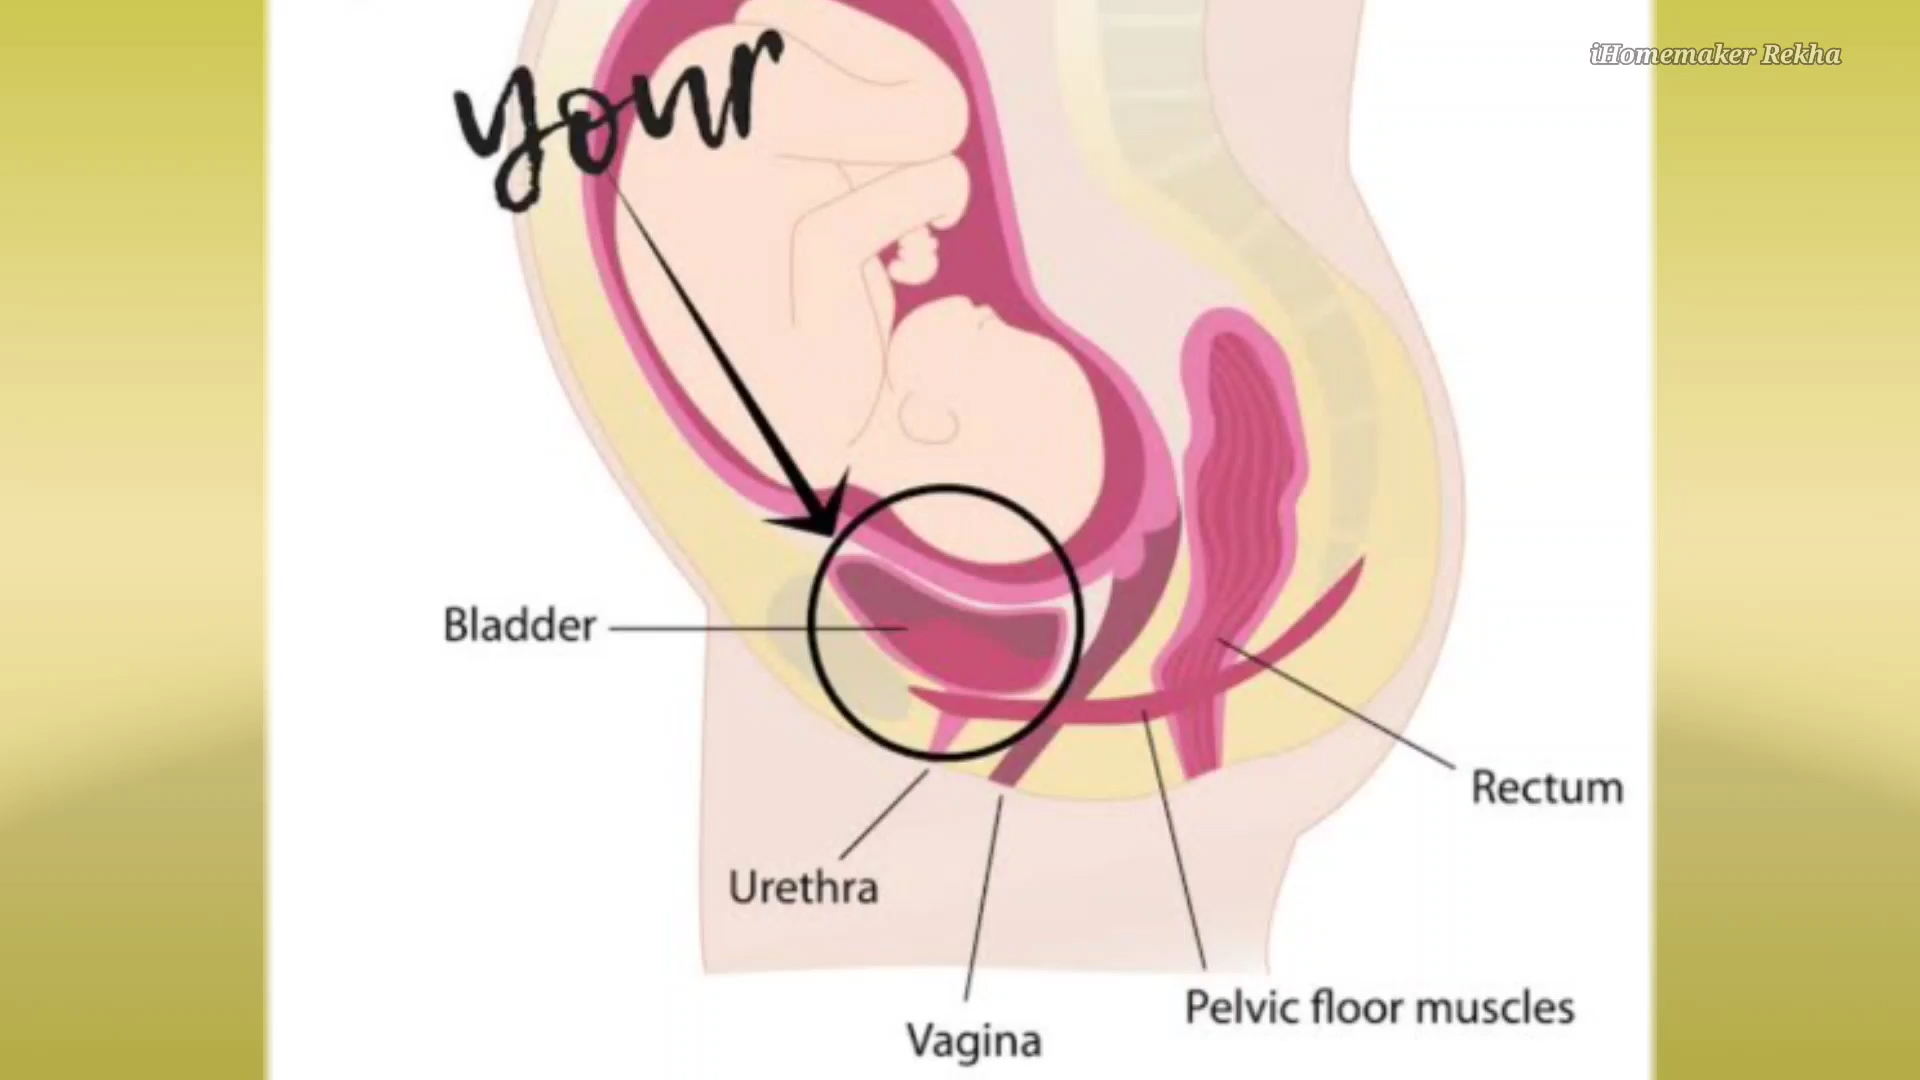 iHomemaker Rekha
your
Bladder
Rectum
Urethra
Pelvic floor muscles
Vagina